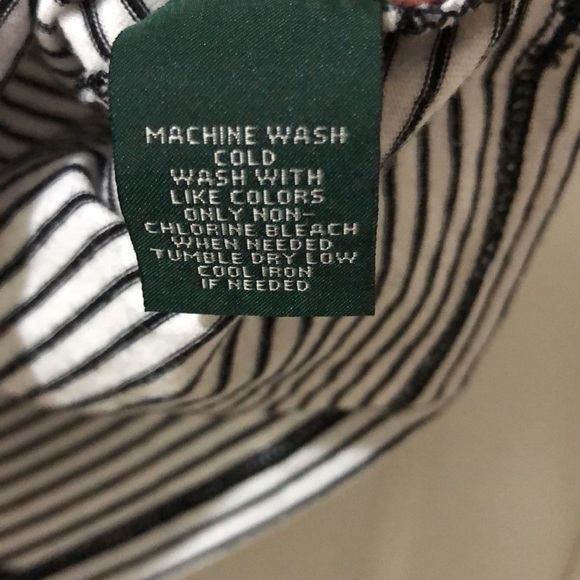 MACHINE WASH
COLD
WASH WITH
LIKE COLORS
ONLY NON-
CHLORINE BLEACH
WHEN NEEDED
TUMBLE DRY LOW
COOL IRON
IF NEEDED